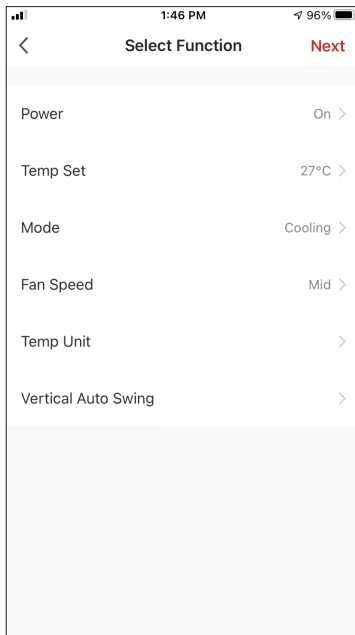 1:46 PM 96%
Select Function Next
Power On
Temp Set 27°C
Mode Cooling
Fan Speed Mid
Temp Unit
Vertical Auto Swing